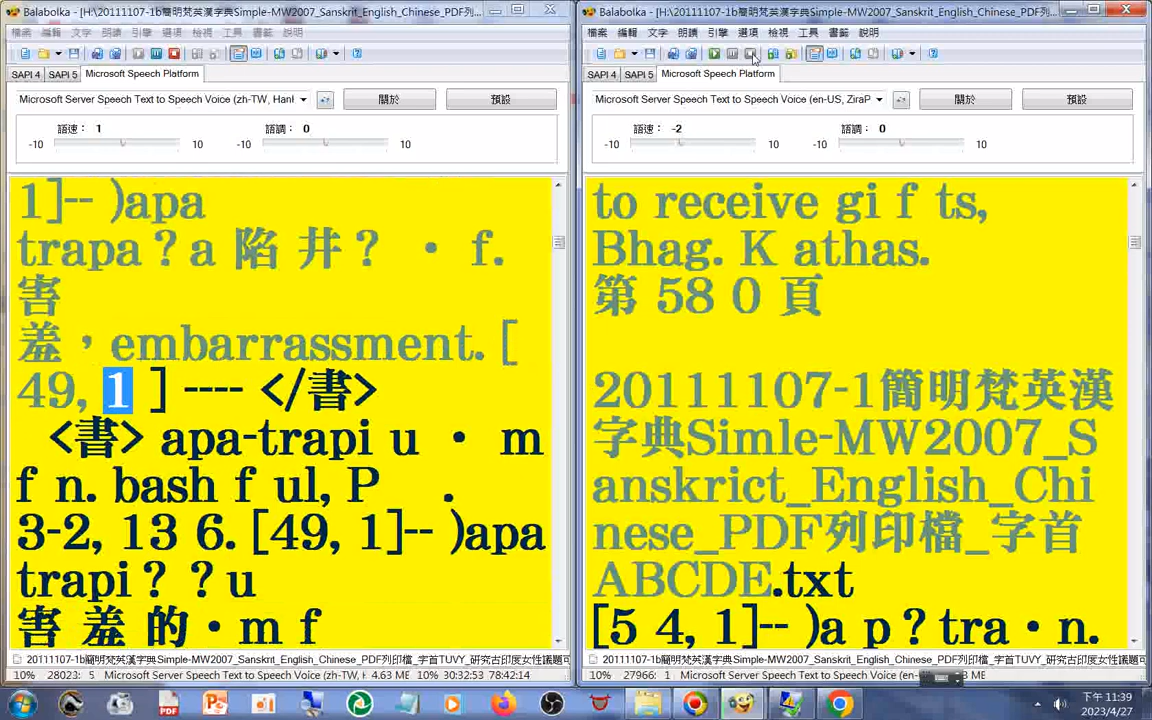 Balabolka - [H:\20111107-1b簡明梵英漢字典Simple-MW2007_Sanskrit_English_Chinese_PDF列...
檔案 編輯 文字 朗讀 引擎 選項 檢視 工具 書籤 說明
SAPI 4 SAPI 5 Microsoft Speech Platform
Microsoft Server Speech Text to Speech Voice (zh-TW, Hanl 關於 預設
語速： 1 語調： 0
-10 10 -10 10
1]-- )apa
trapa？a 陷 井？ • f.
害
羞，embarrassment. [
49, 1 ] ---- </書>
<書> apa-trapi u • m
f n. bash f ul, P .
3-2, 13 6. [49, 1]-- )apa
trapi？？u
害 羞 的•m f
20111107-1b簡明梵英漢字典Simple-MW2007_Sanskrit_English_Chinese_PDF列印檔_字首TUVY_研究古印度女性議題可
10% 28023: 5 Microsoft Server Speech Text to Speech Voice (zh-TW, H 4.63 ME 10% 30:32:53 78:42:14
Balabolka - [H:\20111107-1b簡明梵英漢字典Simple-MW2007_Sanskrit_English_Chinese_PDF列...
檔案 編輯 文字 朗讀 引擎 選項 檢視 工具 書籤 說明
SAPI 4 SAPI 5 Microsoft Speech Platform
Microsoft Server Speech Text to Speech Voice (en-US, ZiraP 關於 預設
語速： -2 語調： 0
-10 10 -10 10
to receive gi f ts,
Bhag. K athas.
第 58 0 頁
20111107-1簡明梵英漢
字典Simle-MW2007_S
anskrict_English_Chi
nese_PDF列印檔_字首
ABCDE.txt
[5 4, 1]-- )a p？tra•n.
20111107-1b簡明梵英漢字典Simple-MW2007_Sanskrit_English_Chinese_PDF列印檔_字首TUVY_研究古印度女性議題可
10% 27966: 1 Microsoft Server Speech Text to Speech Voice (en-U ME
下午 11:39
2023/4/27